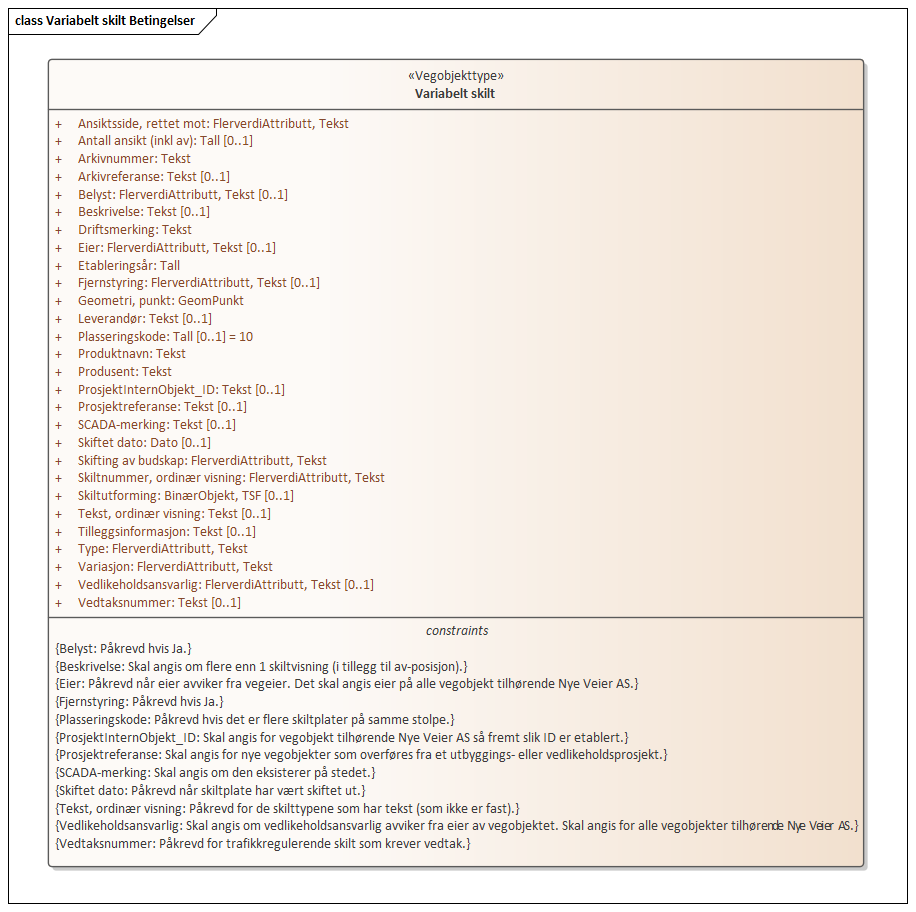 class Variabelt skilt Betingelser
«Vegobjekttype»
Variabelt skilt
+ Ansiktsside, rettet mot: FlerverdiAttributt, Tekst
+ Antall ansikt (inkl av): Tall [0..1]
+ Arkivnummer: Tekst
+ Arkivreferanse: Tekst [0..1]
+ Belyst: FlerverdiAttributt, Tekst [0..1]
+ Beskrivelse: Tekst [0..1]
+ Driftsmerking: Tekst
+ Eier: FlerverdiAttributt, Tekst [0..1]
+ Etableringsår: Tall
+ Fjernstyring: FlerverdiAttributt, Tekst [0..1]
+ Geometri, punkt: GeomPunkt
+ Leverandør: Tekst [0..1]
+ Plasseringskode: Tall [0..1] = 10
+ Produktnavn: Tekst
+ Produsent: Tekst
+ ProsjektInternObjekt_ID: Tekst [0..1]
+ Prosjektreferanse: Tekst [0..1]
+ SCADA-merking: Tekst [0..1]
+ Skiftet dato: Dato [0..1]
+ Skifting av budskap: FlerverdiAttributt, Tekst
+ Skiltnummer, ordinær visning: FlerverdiAttributt, Tekst
+ Skiltutforming: BinærObjekt, TSF [0..1]
+ Tekst, ordinær visning: Tekst [0..1]
+ Tilleggsinformasjon: Tekst [0..1]
+ Type: FlerverdiAttributt, Tekst
+ Variasjon: FlerverdiAttributt, Tekst
+ Vedlikeholdsansvarlig: FlerverdiAttributt, Tekst [0..1]
+ Vedtaksnummer: Tekst [0..1]
constraints
{Belyst: Påkrevd hvis Ja.}
{Beskrivelse: Skal angis om flere enn 1 skiltvisning (i tillegg til av-posisjon).}
{Eier: Påkrevd når eier avviker fra vegeier. Det skal angis eier på alle vegobjekt tilhørende Nye Veier AS.}
{Fjernstyring: Påkrevd hvis Ja.}
{Plasseringskode: Påkrevd hvis det er flere skiltplater på samme stolpe.}
{ProsjektInternObjekt_ID: Skal angis for vegobjekt tilhørende Nye Veier AS så fremt slik ID er etablert.}
{Prosjektreferanse: Skal angis for nye vegobjekter som overføres fra et utbyggings- eller vedlikeholdsprosjekt.}
{SCADA-merking: Skal angis om den eksisterer på stedet.}
{Skiftet dato: Påkrevd når skiltplate har vært skiftet ut.}
{Tekst, ordinær visning: Påkrevd for de skilttypene som har tekst (som ikke er fast).}
{Vedlikeholdsansvarlig: Skal angis om vedlikeholdsansvarlig avviker fra eier av vegobjektet. Skal angis for alle vegobjekter tilhørende Nye Veier AS.}
{Vedtaksnummer: Påkrevd for trafikkregulerende skilt som krever vedtak.}